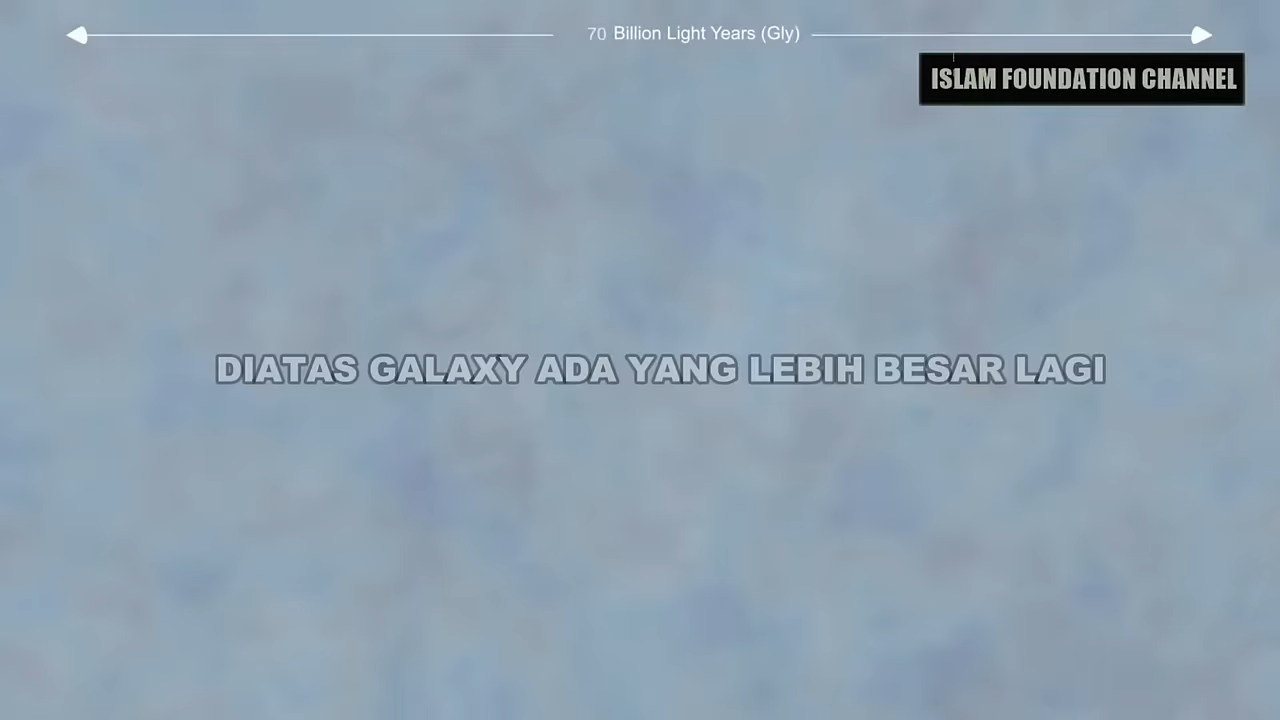 70 Billion Light Years (Gly)
ISLAM FOUNDATION CHANNEL
DIATAS GALAXY ADA YANG LEBIH BESAR LAGI